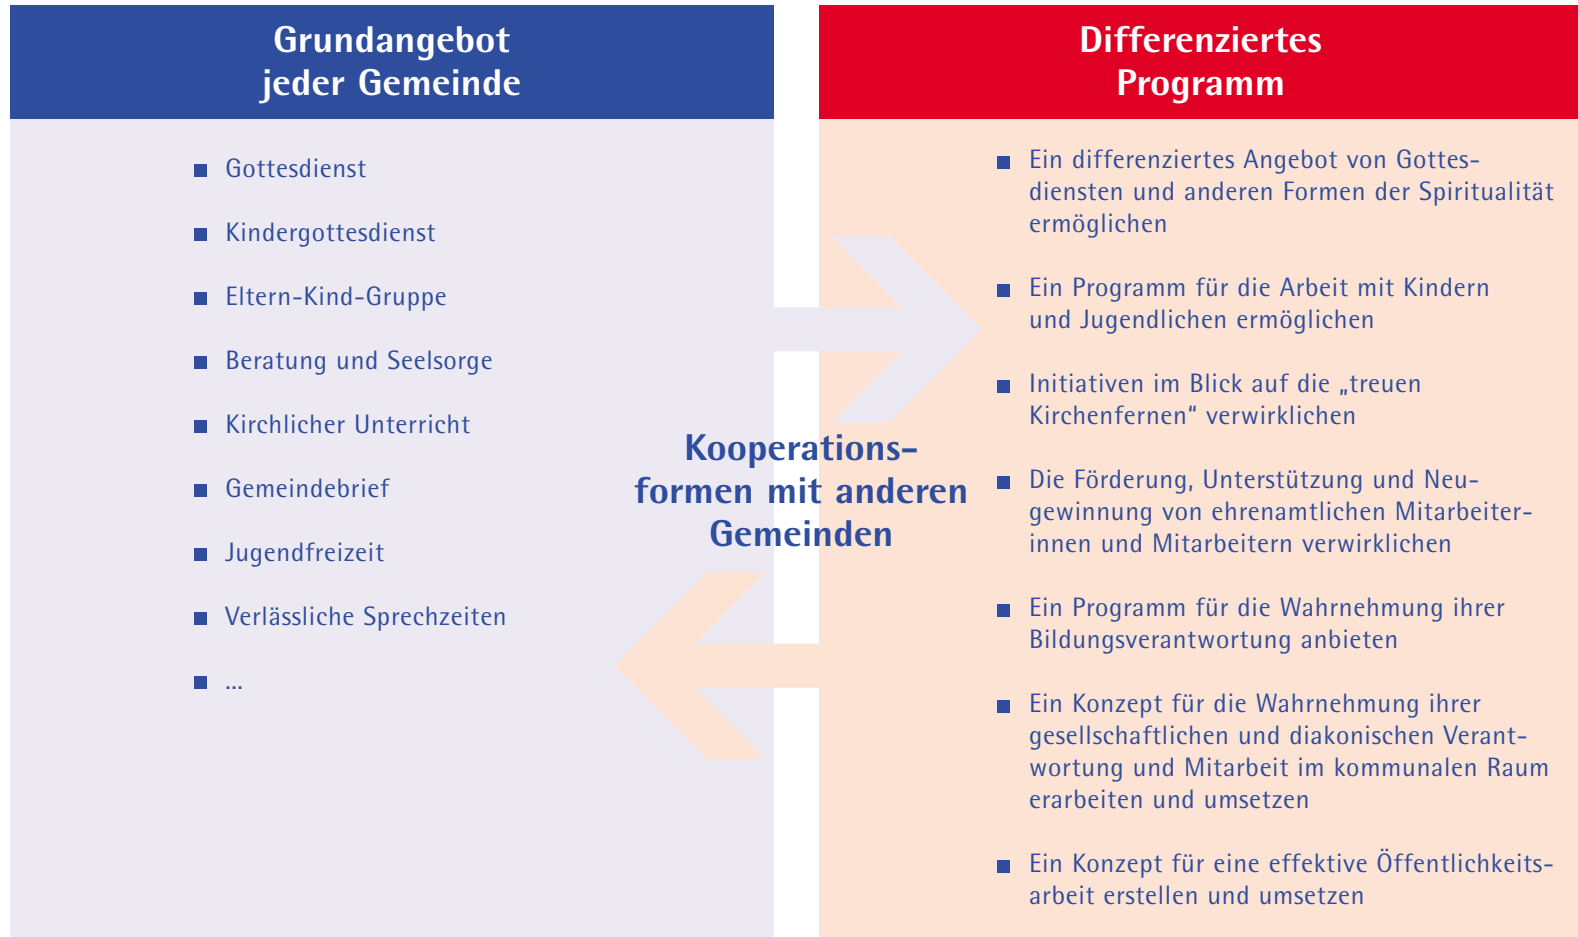 Grundangebot
jeder Gemeinde
■ Gottesdienst
■ Kindergottesdienst
■ Eltern-Kind-Gruppe
■ Beratung und Seelsorge
■ Kirchlicher Unterricht
■ Gemeindebrief
■ Jugendfreizeit
■ Verlässliche Sprechzeiten
■ ...
Kooperations-
formen mit anderen
Gemeinden
Differenziertes
Programm
■ Ein differenziertes Angebot von Gottes-
diensten und anderen Formen der Spiritualität
ermöglichen
■ Ein Programm für die Arbeit mit Kindern
und Jugendlichen ermöglichen
■ Initiativen im Blick auf die „treuen
Kirchenfernen“ verwirklichen
■ Die Förderung, Unterstützung und Neu-
gewinnung von ehrenamtlichen Mitarbeiter-
innen und Mitarbeitern verwirklichen
■ Ein Programm für die Wahrnehmung ihrer
Bildungsverantwortung anbieten
■ Ein Konzept für die Wahrnehmung ihrer
gesellschaftlichen und diakonischen Verant-
wortung und Mitarbeit im kommunalen Raum
erarbeiten und umsetzen
■ Ein Konzept für eine effektive Öffentlichkeits-
arbeit erstellen und umsetzen